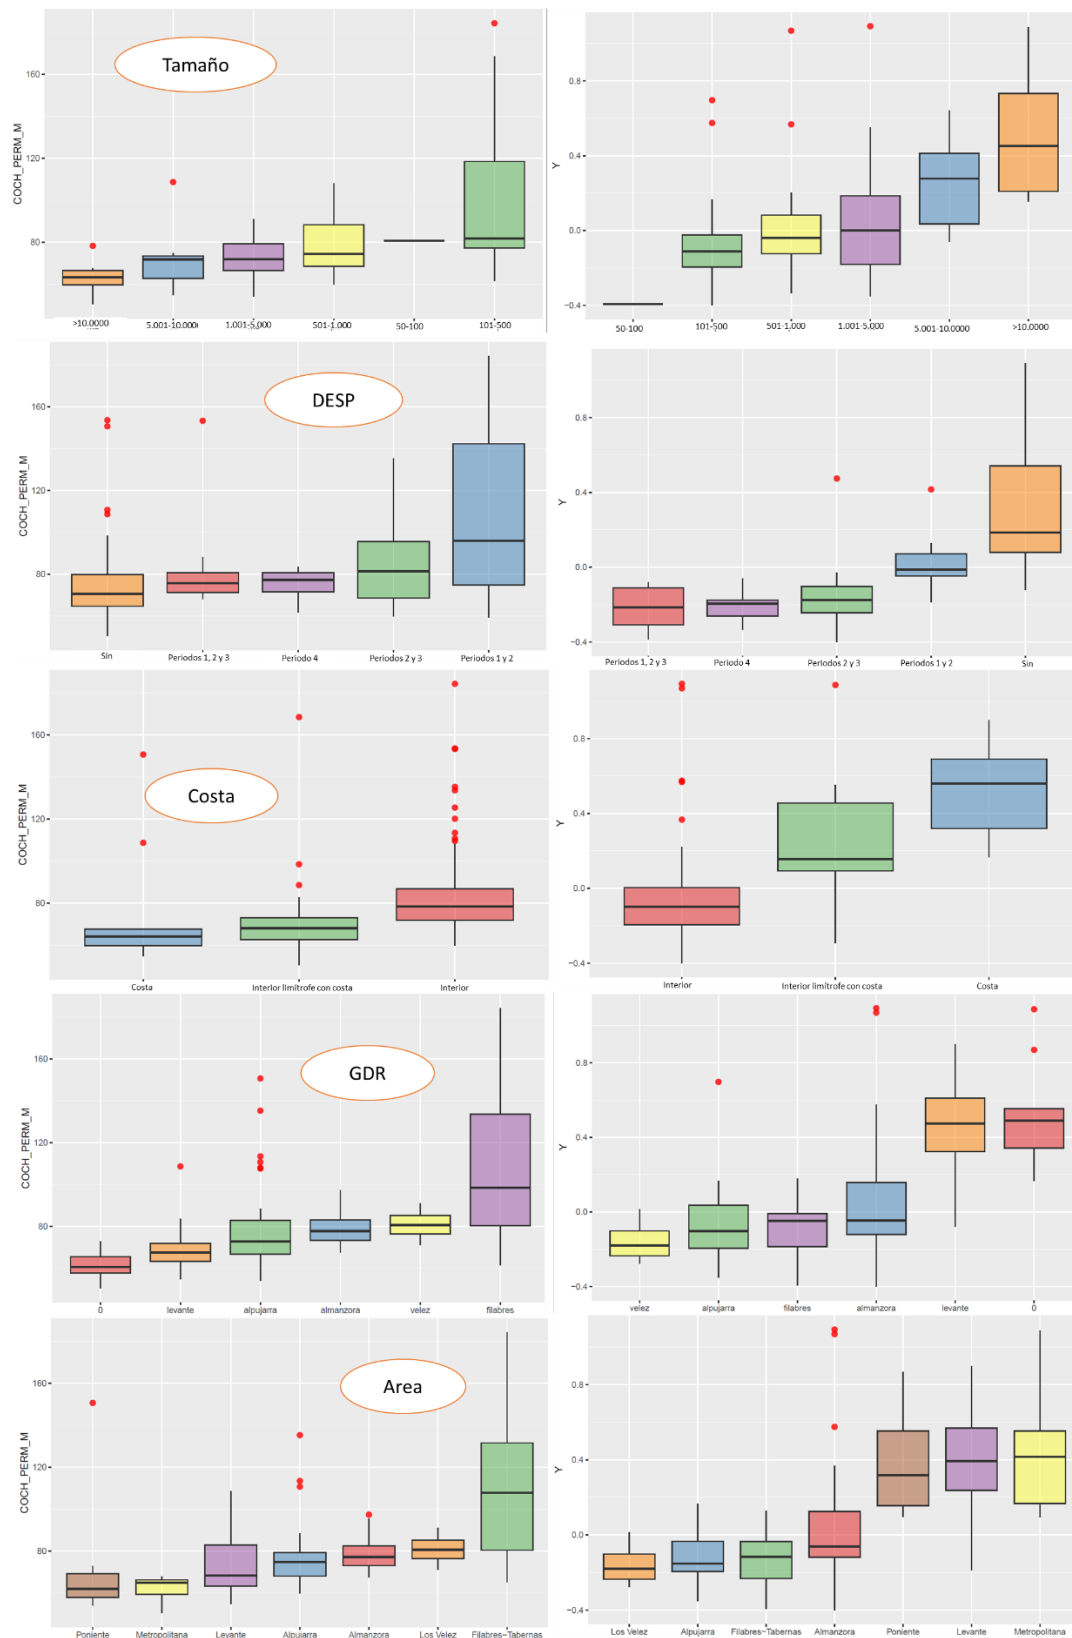 Tamaño
COCH_PERM_M
160
120
80
>10.0000
5.001-10.000
1.001-5.000
501-1.000
50-100
101-500
Y
0.8
0.4
0.0
−0.4
50-100
101-500
501-1.000
1.001-5.000
5.001-10.0000
>10.0000
DESP
COCH_PERM_M
160
120
80
Sin
Periodos 1, 2 y 3
Periodo 4
Periodos 2 y 3
Periodos 1 y 2
Y
0.8
0.4
0.0
−0.4
Periodos 1, 2 y 3
Periodo 4
Periodos 2 y 3
Periodos 1 y 2
Sin
Costa
COCH_PERM_M
160
120
80
Costa
Interior limítrofe con costa
Interior
Y
0.8
0.4
0.0
−0.4
Interior
Interior limítrofe con costa
Costa
GDR
COCH_PERM_M
160
120
80
0
levante
alpujarra
almanzora
velez
filabres
Y
0.8
0.4
0.0
−0.4
velez
alpujarra
filabres
almanzora
levante
0
Area
COCH_PERM_M
160
120
80
Poniente
Metropolitana
Levante
Alpujarra
Almanzora
Los Velez
Filabres−Tabernas
Y
0.8
0.4
−0.0
−0.4
Los Velez
Alpujarra
Filabres−Tabernas
Almanzora
Poniente
Levante
Metropolitana